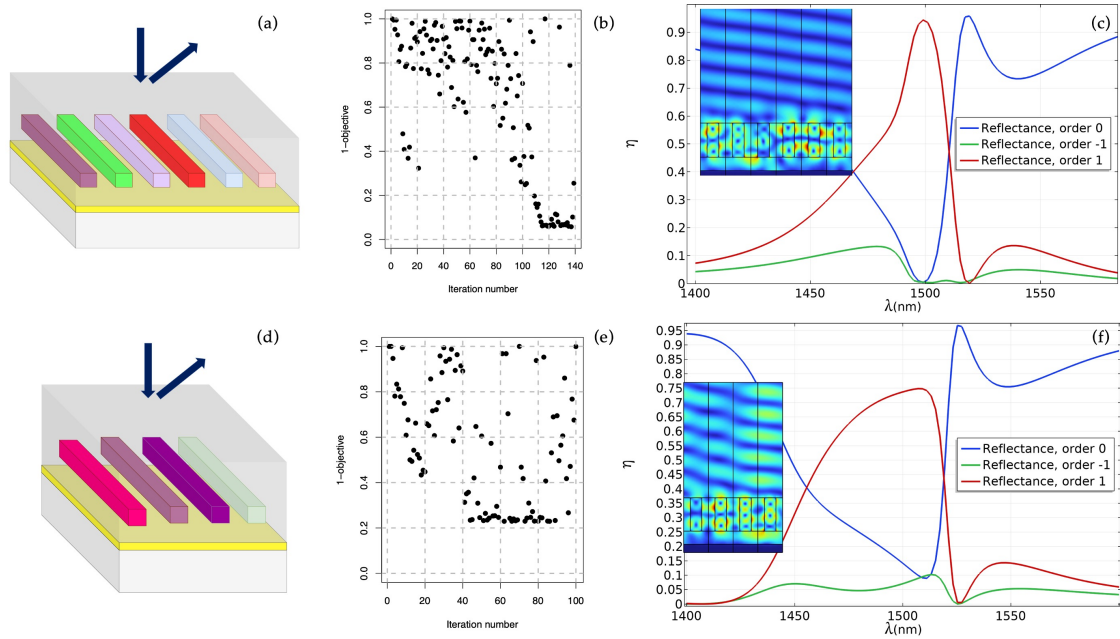 (a)
1−objective
1.0
0.8
0.6
0.4
0.2
0.0
0 20 40 60 80 100 120 140
Iteration number
(b)
η
0.9
0.8
0.7
0.6
0.5
0.4
0.3
0.2
0.1
0
1400 1450 1500 1550
λ(nm)
(c)
Reflectance, order 0
Reflectance, order -1
Reflectance, order 1
(d)
1−objective
1.0
0.8
0.6
0.4
0.2
0.0
0 20 40 60 80 100
Iteration number
(e)
η
0.95
0.9
0.85
0.8
0.75
0.7
0.65
0.6
0.55
0.5
0.45
0.4
0.35
0.3
0.25
0.2
0.15
0.1
0.05
0
1400 1450 1500 1550
λ(nm)
(f)
Reflectance, order 0
Reflectance, order -1
Reflectance, order 1